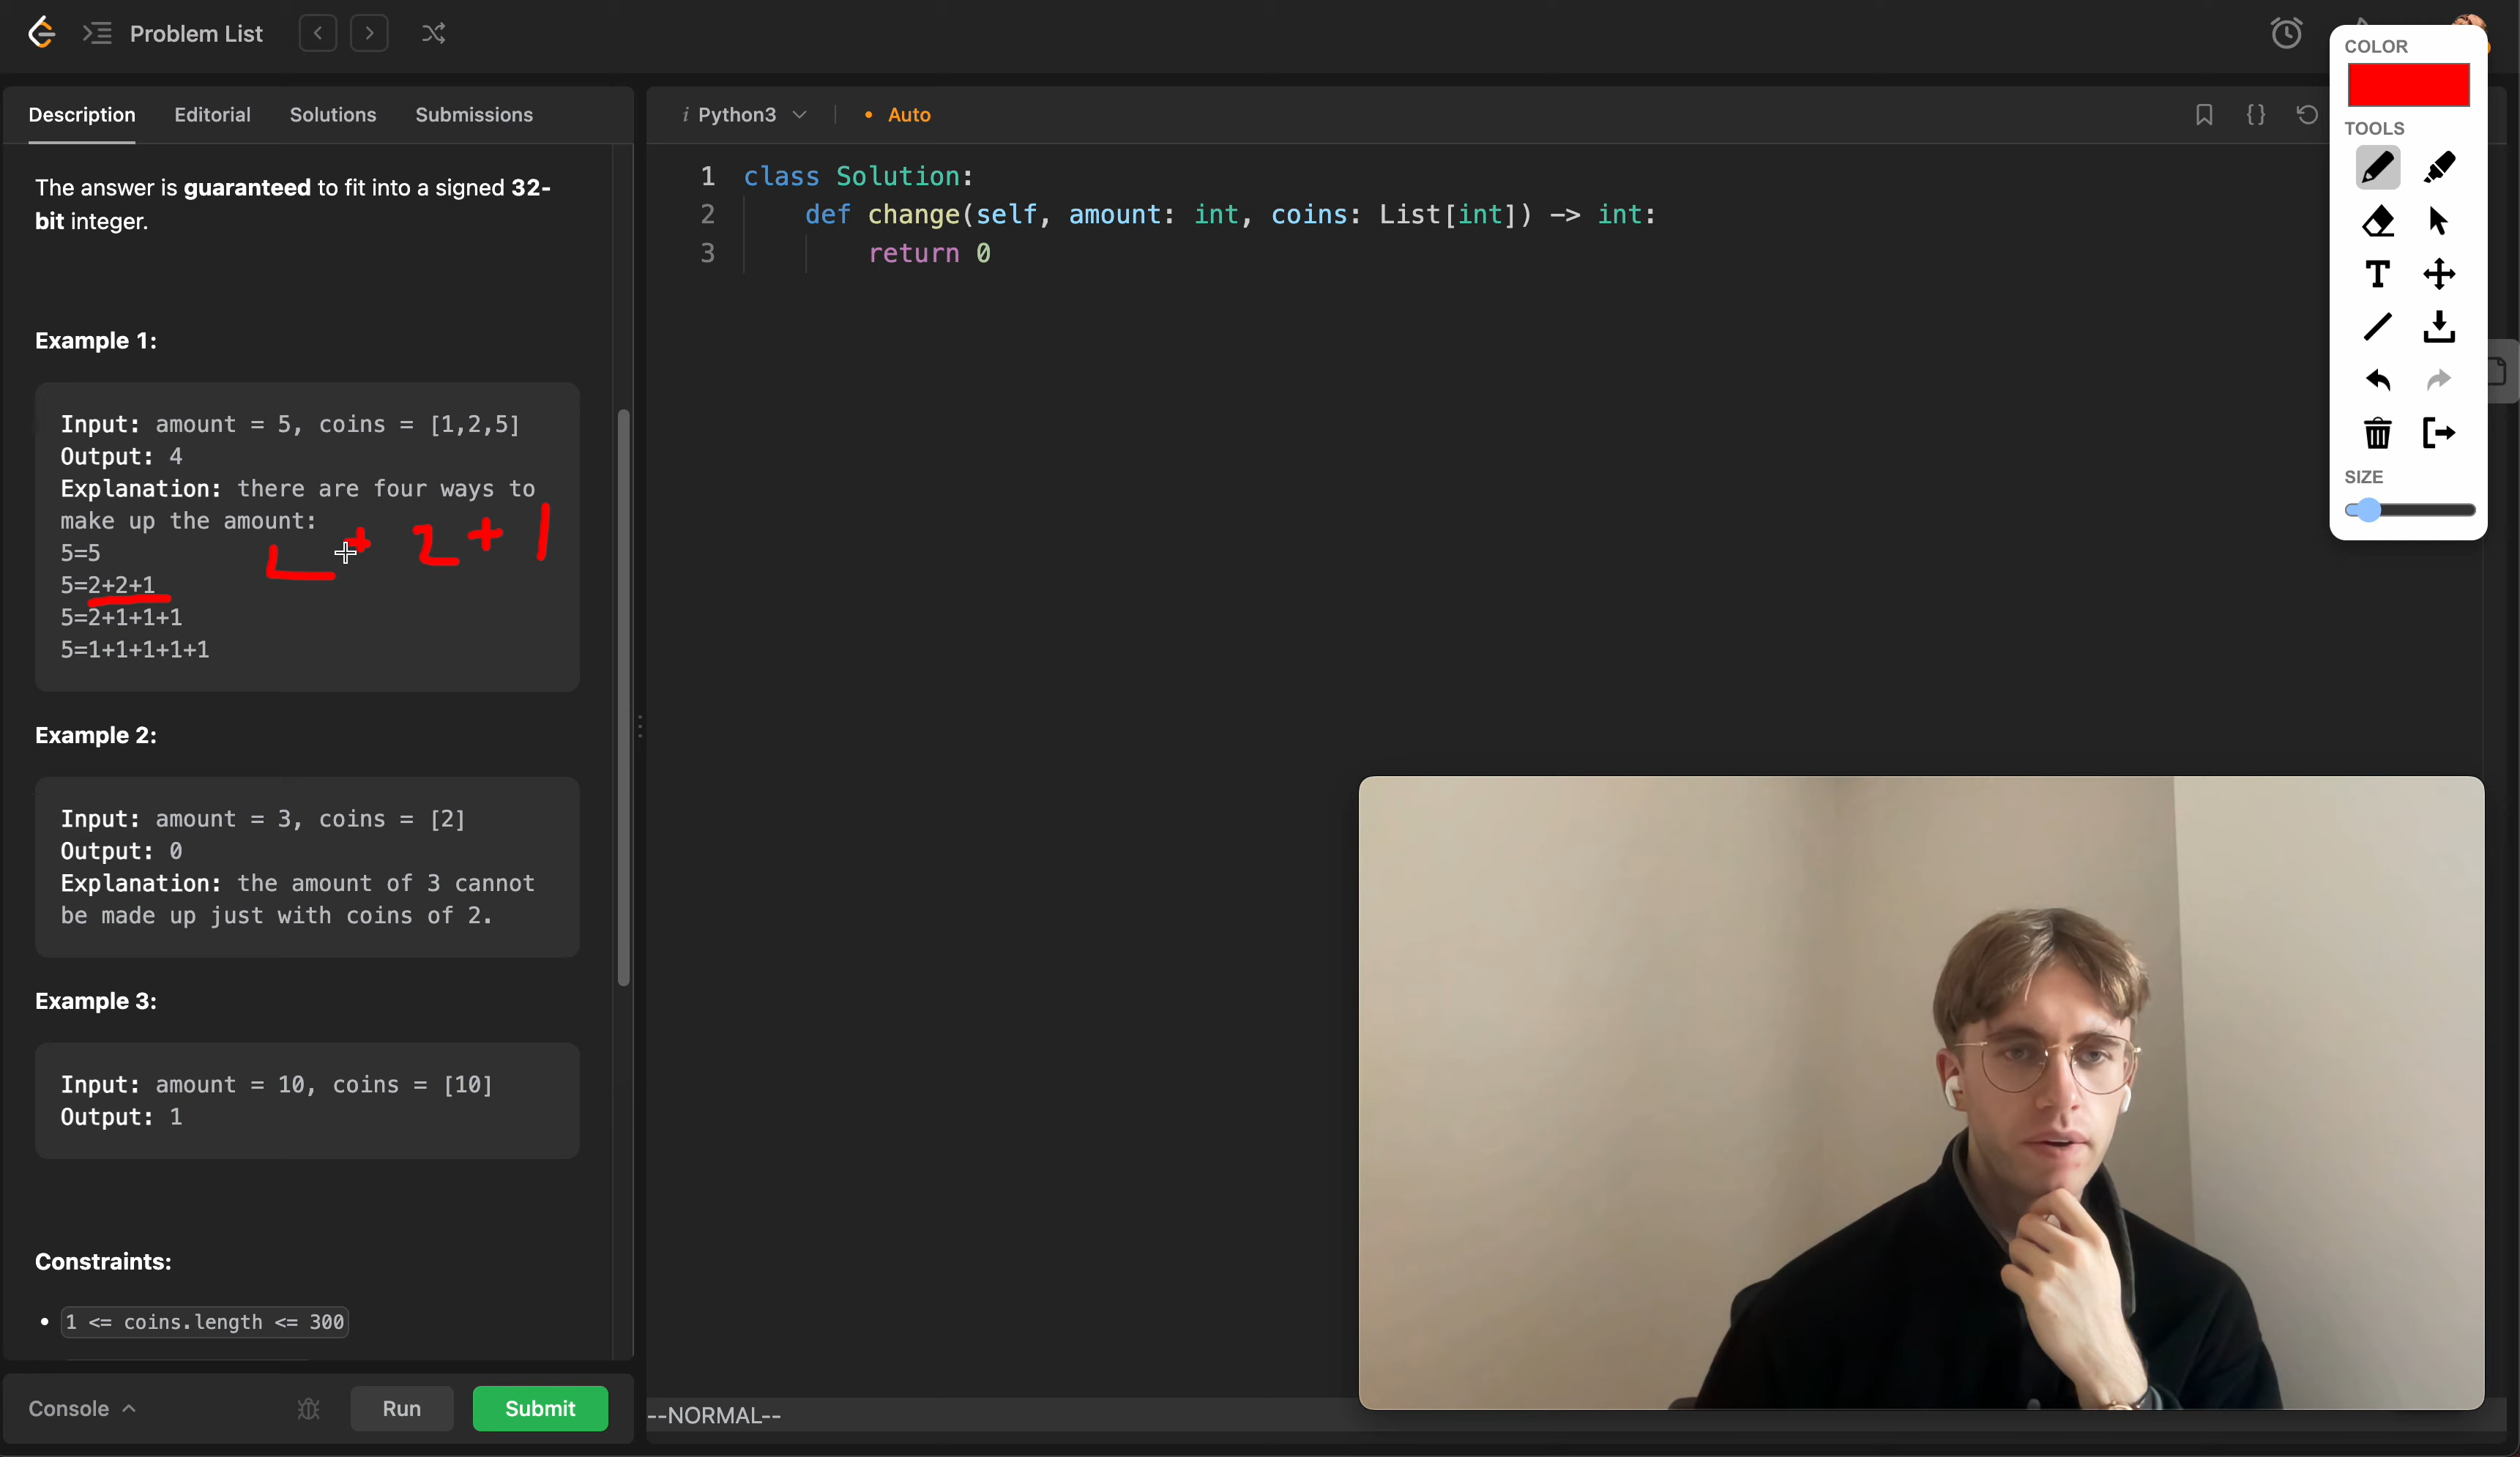 Problem List
Description Editorial Solutions Submissions
The answer is guaranteed to fit into a signed 32-
bit integer.
Example 1:
Input: amount = 5, coins = [1,2,5]
Output: 4
Explanation: there are four ways to
make up the amount:
5=5
5=2+2+1
5=2+1+1+1
5=1+1+1+1+1
+ 2 + 1
Example 2:
Input: amount = 3, coins = [2]
Output: 0
Explanation: the amount of 3 cannot
be made up just with coins of 2.
Example 3:
Input: amount = 10, coins = [10]
Output: 1
Constraints:
1 <= coins.length <= 300
Console Run Submit
i Python3 • Auto {}
1 class Solution:
2 def change(self, amount: int, coins: List[int]) -> int:
3 return 0
--NORMAL--
COLOR
TOOLS
T
SIZE